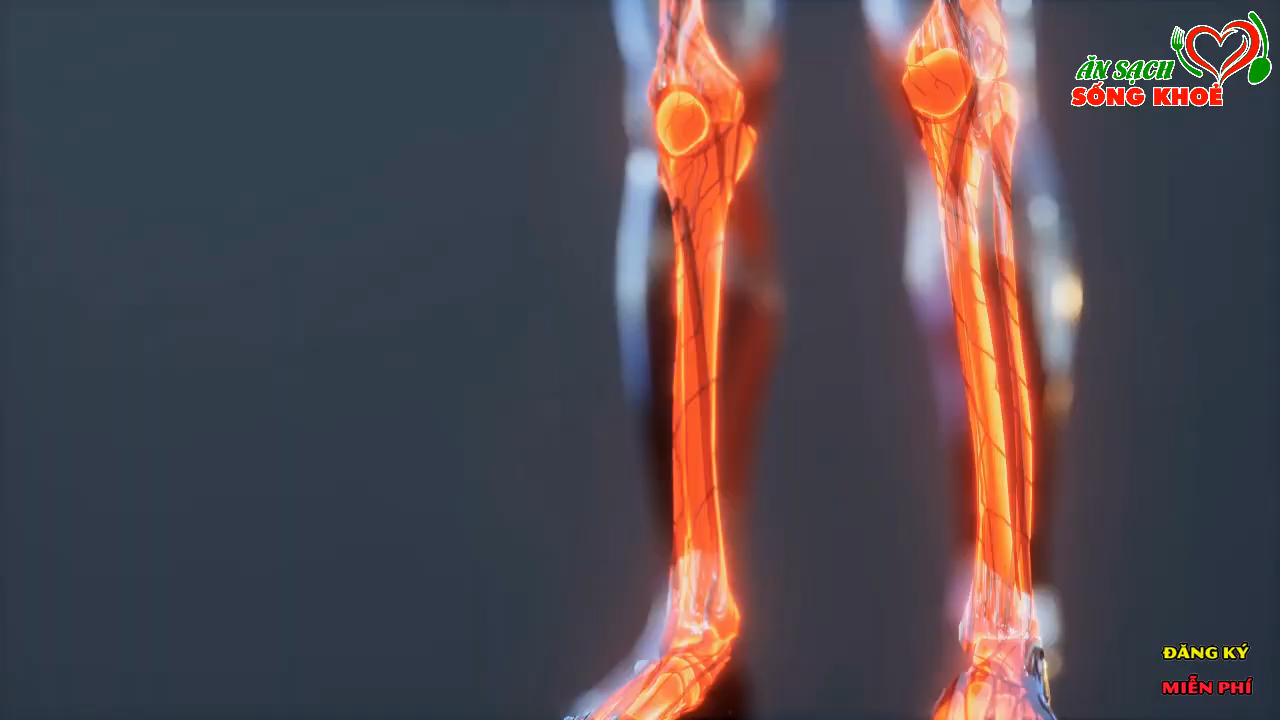 ĂN SẠCH
SỐNG KHOẺ
ĐĂNG KÝ
MIỄN PHÍ